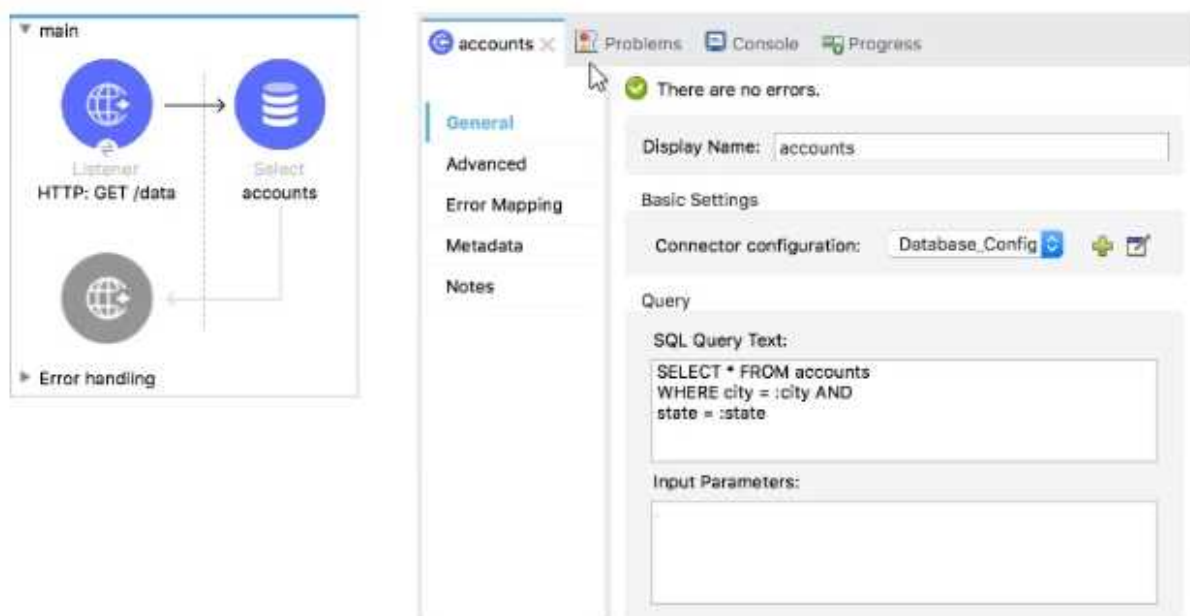 main
Listener
HTTP: GET /data
Select
accounts
Error handling
accounts
Problems
Console
Progress
General
Advanced
Error Mapping
Metadata
Notes
There are no errors.
Display Name: accounts
Basic Settings
Connector configuration: Database_Config
Query
SQL Query Text:
SELECT * FROM accounts
WHERE city = :city AND
state = :state
Input Parameters: